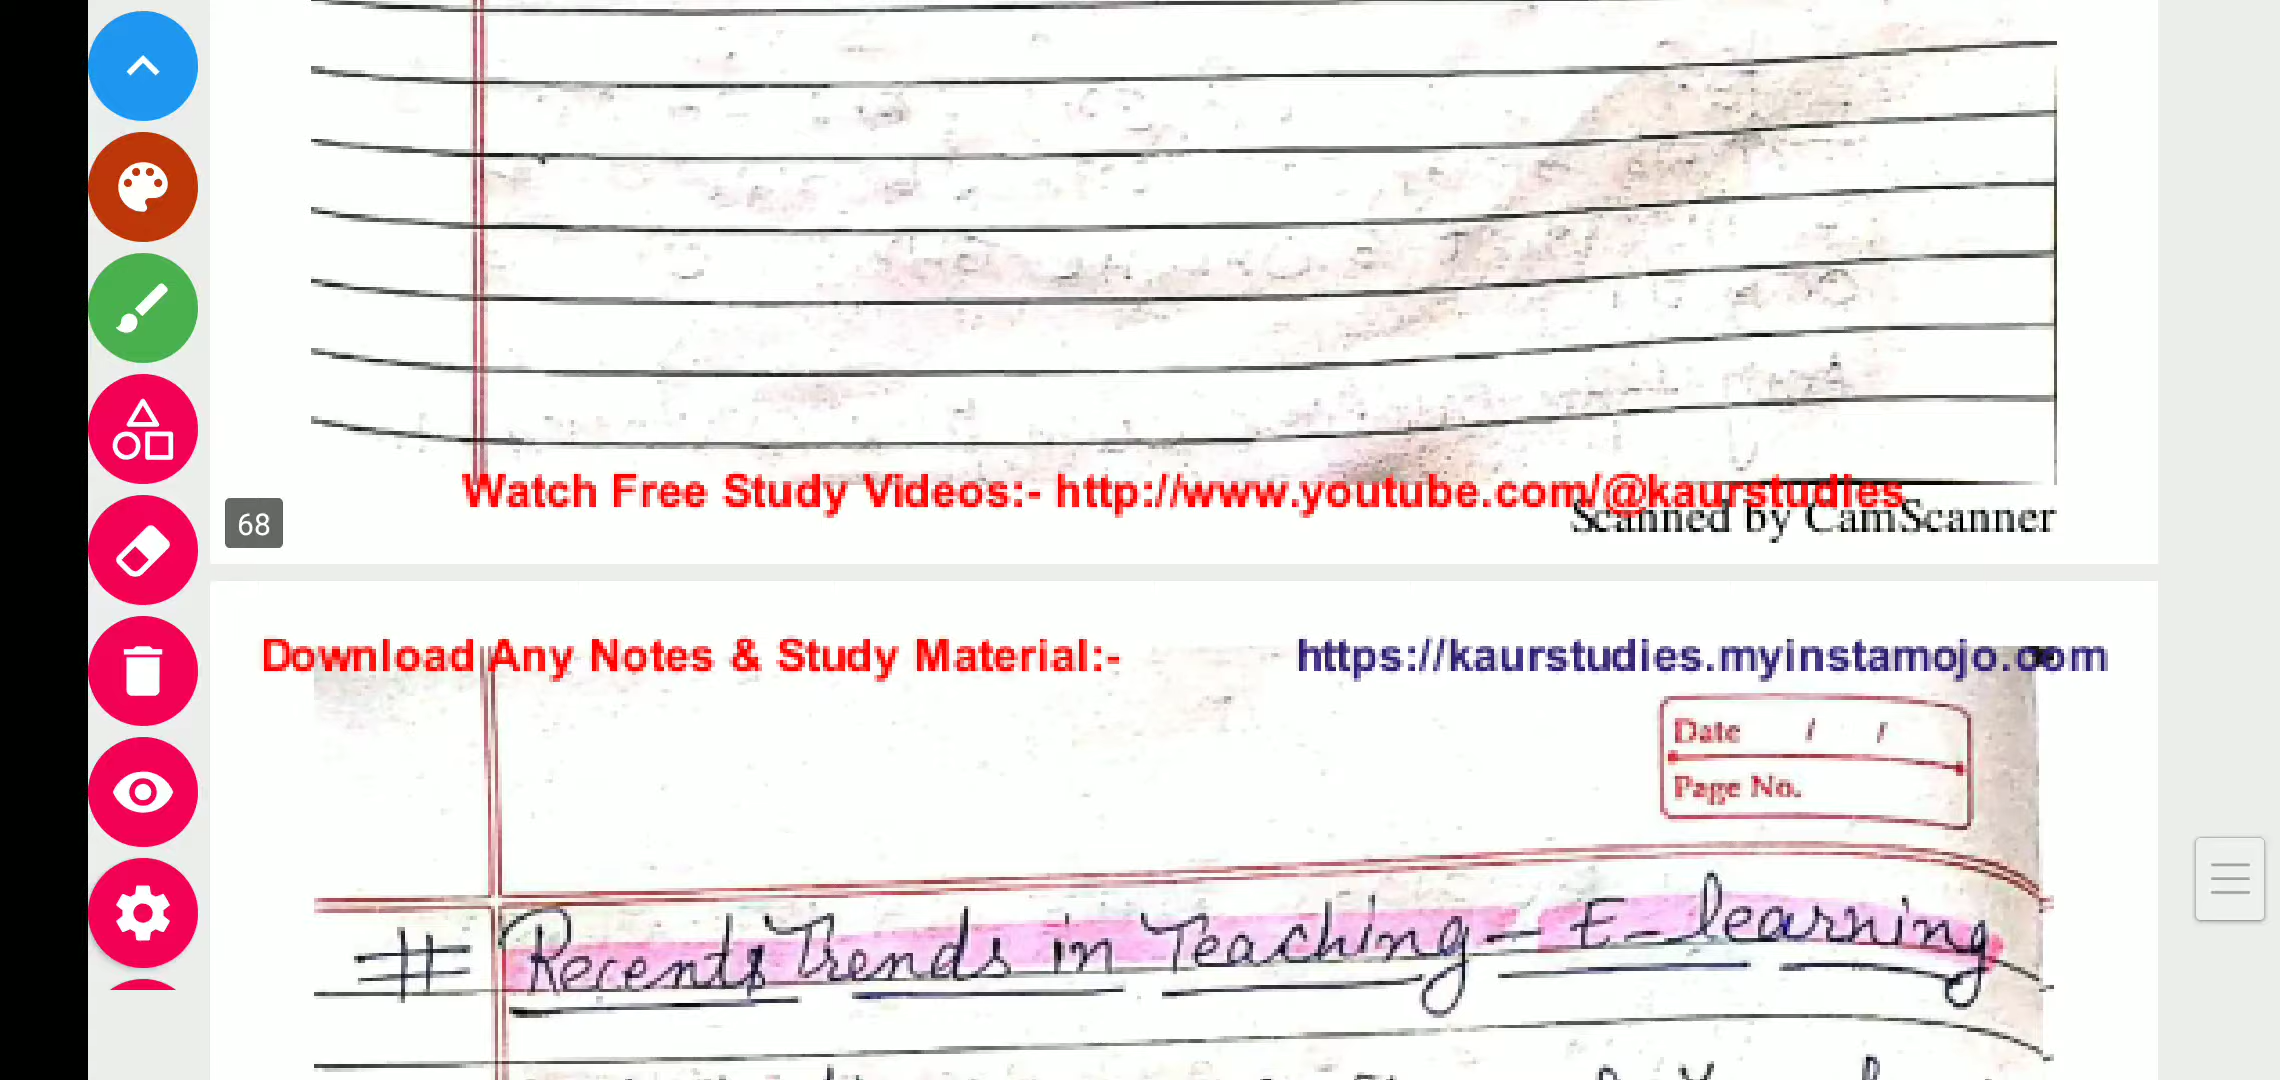 Watch Free Study Videos:- http://www.youtube.com/@kaurstudies
Scanned by CamScanner
68
Download Any Notes & Study Material:- https://kaurstudies.myinstamojo.com
Date / /
Page No.
# Recents Trends in Teaching - E-learning